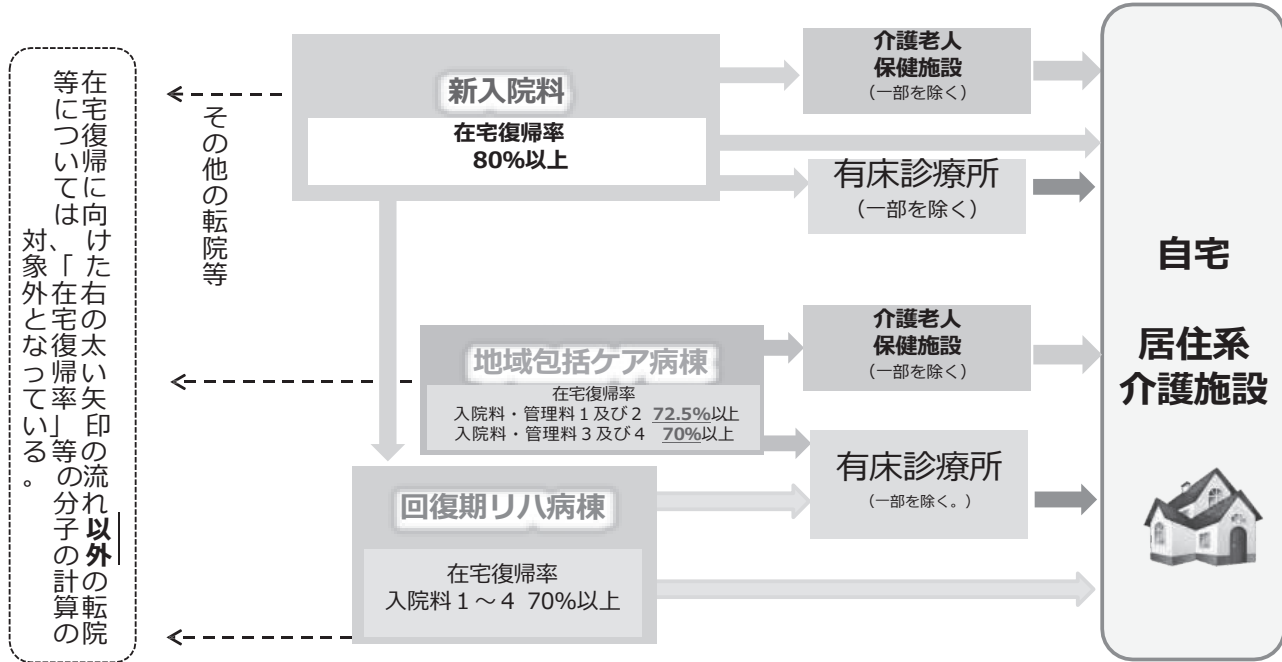 在宅復帰に向けた右の太い矢印の流れ以外の転院
等については、「在宅復帰率」等の分子の計算の
対象外となっている。
その他の転院等
新入院料
在宅復帰率
80%以上
介護老人
保健施設
(一部を除く)
有床診療所
(一部を除く)
地域包括ケア病棟
在宅復帰率
入院料・管理料１及び２ 72.5%以上
入院料・管理料３及び４ 70%以上
介護老人
保健施設
(一部を除く)
有床診療所
(一部を除く。)
回復期リハ病棟
在宅復帰率
入院料１～４ 70%以上
自宅
居住系
介護施設